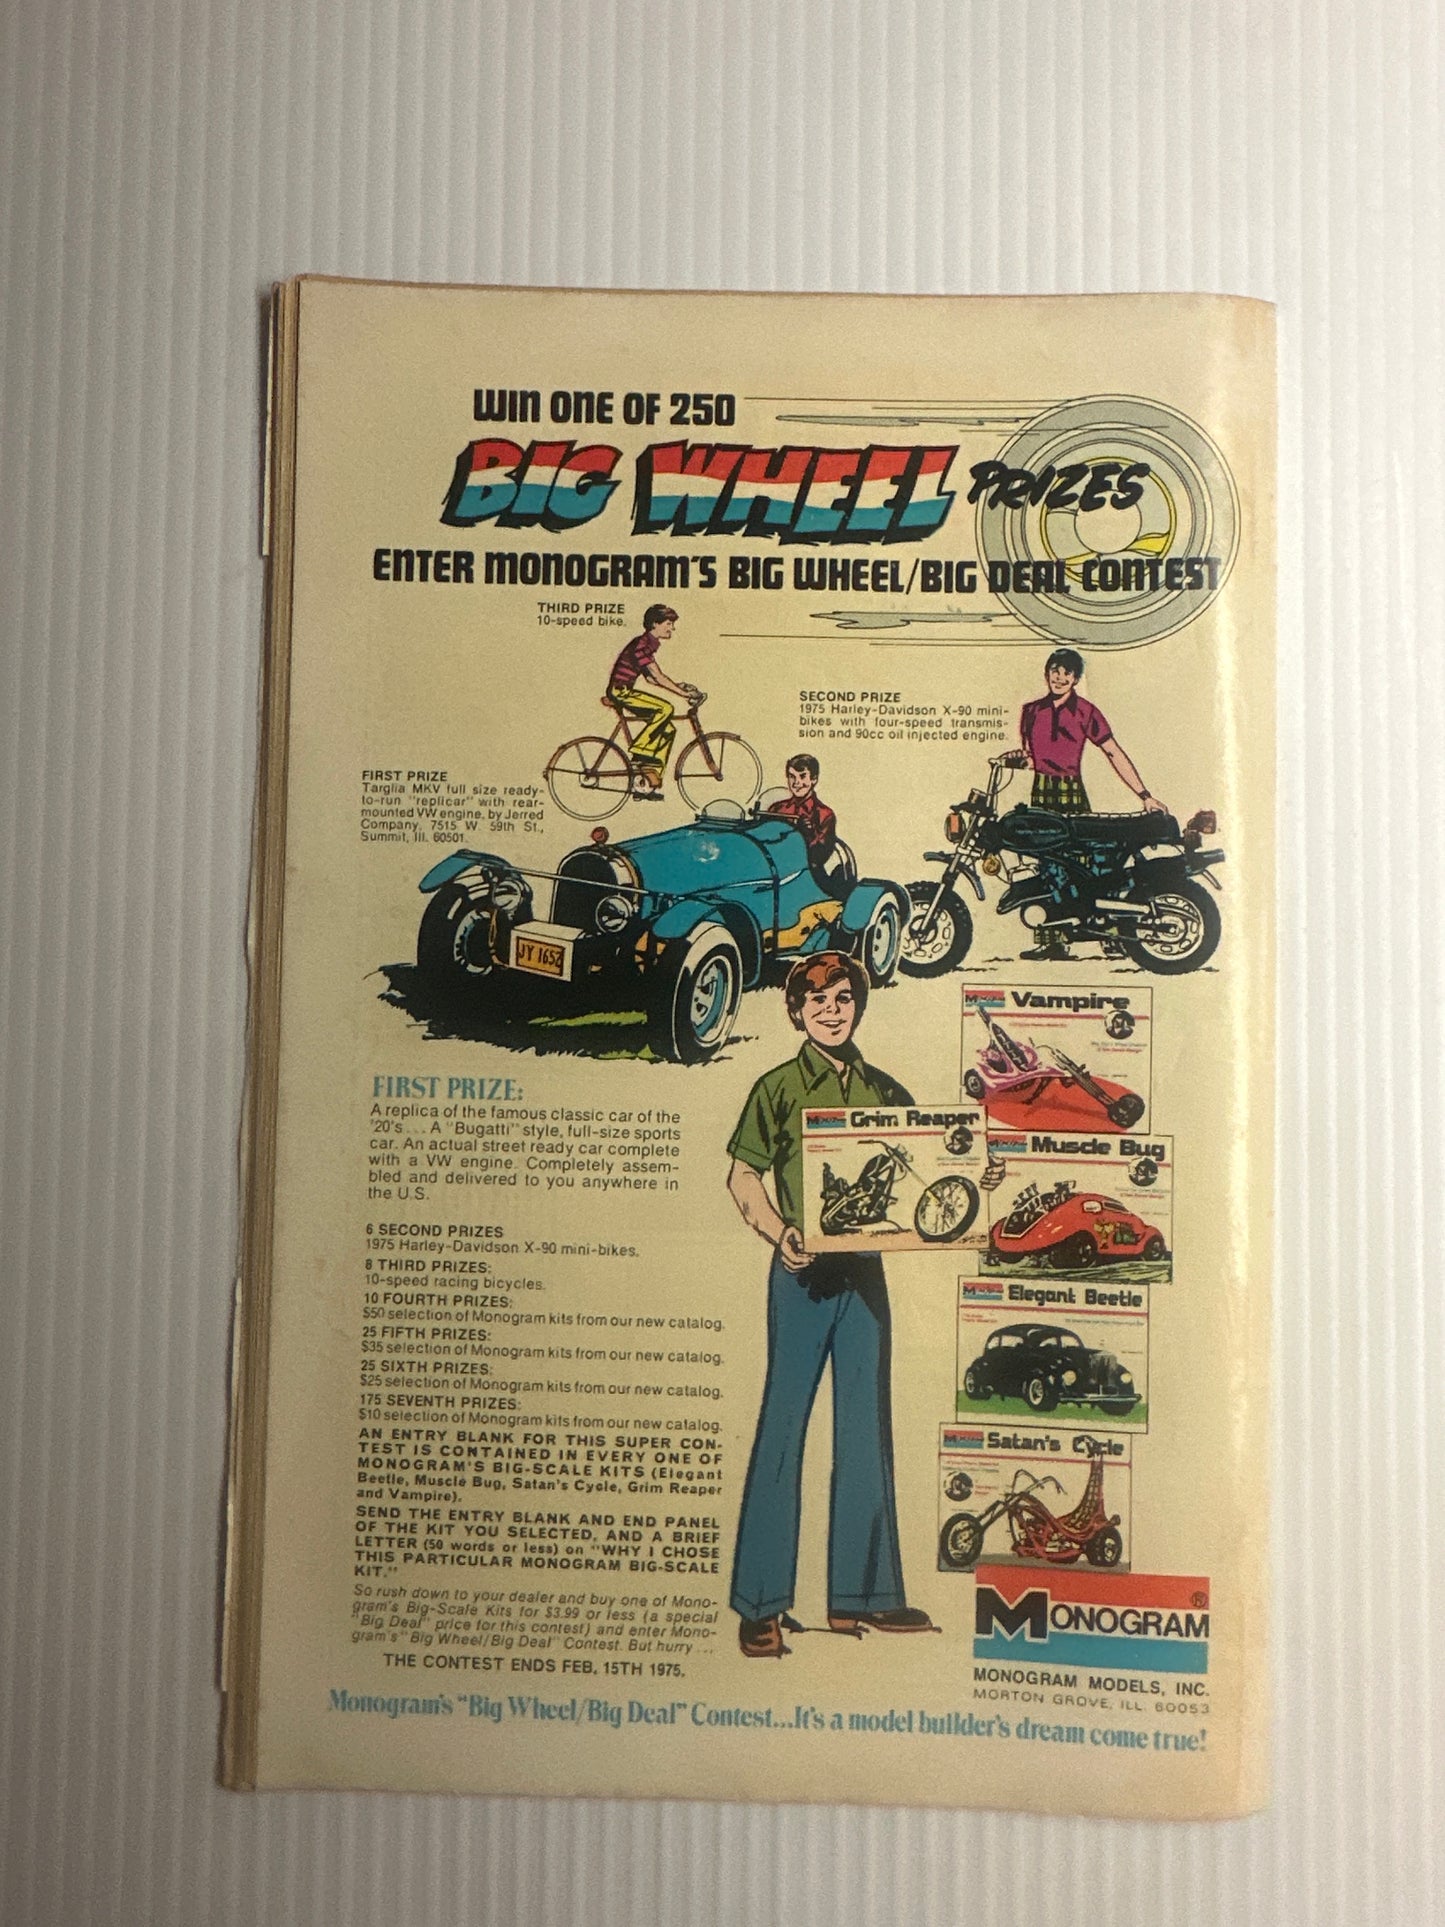 WIN ONE OF 250
BIG WHEEL PRIZES
ENTER MONOGRAM'S BIG WHEEL/BIG DEAL CONTEST
THIRD PRIZE
10-speed bike.
SECOND PRIZE
1975 Harley-Davidson X-90 mini-
bikes with four-speed transmis-
sion and 90cc oil injected engine.
FIRST PRIZE
Targlia MKV full size ready-
to-run "replicar" with rear-
mounted VW engine, by Jerred
Company, 7515 W. 59th St.,
Summit, Ill. 60501.
JY 1652
FIRST PRIZE:
A replica of the famous classic car of the
'20's... A "Bugatti" style, full-size sports
car. An actual street ready car complete
with a VW engine. Completely assem-
bled and delivered to you anywhere in
the U.S.
6 SECOND PRIZES
1975 Harley-Davidson X-90 mini-bikes.
8 THIRD PRIZES:
10-speed racing bicycles.
10 FOURTH PRIZES:
$50 selection of Monogram kits from our new catalog.
25 FIFTH PRIZES:
$35 selection of Monogram kits from our new catalog.
25 SIXTH PRIZES:
$25 selection of Monogram kits from our new catalog.
175 SEVENTH PRIZES:
$10 selection of Monogram kits from our new catalog.
AN ENTRY BLANK FOR THIS SUPER CON-
TEST IS CONTAINED IN EVERY ONE OF
MONOGRAM'S BIG-SCALE KITS (Elegant
Beetle, Muscle Bug, Satan's Cycle, Grim Reaper
and Vampire).
SEND THE ENTRY BLANK AND END PANEL
OF THE KIT YOU SELECTED, AND A BRIEF
LETTER (50 words or less) on "WHY I CHOSE
THIS PARTICULAR MONOGRAM BIG-SCALE
KIT."
So rush down to your dealer and buy one of Mono-
gram's Big-Scale Kits for $3.99 or less (a special
"Big Deal" price for this contest) and enter Mono-
gram's "Big Wheel/Big Deal" Contest. But hurry...
THE CONTEST ENDS FEB. 15TH 1975.
Vampire
Grim Reaper
Muscle Bug
Elegant Beetle
Satan's Cycle
MONOGRAM ®
MONOGRAM MODELS, INC.
MORTON GROVE, ILL. 60053
Monogram's "Big Wheel/Big Deal" Contest...It's a model builder's dream come true!